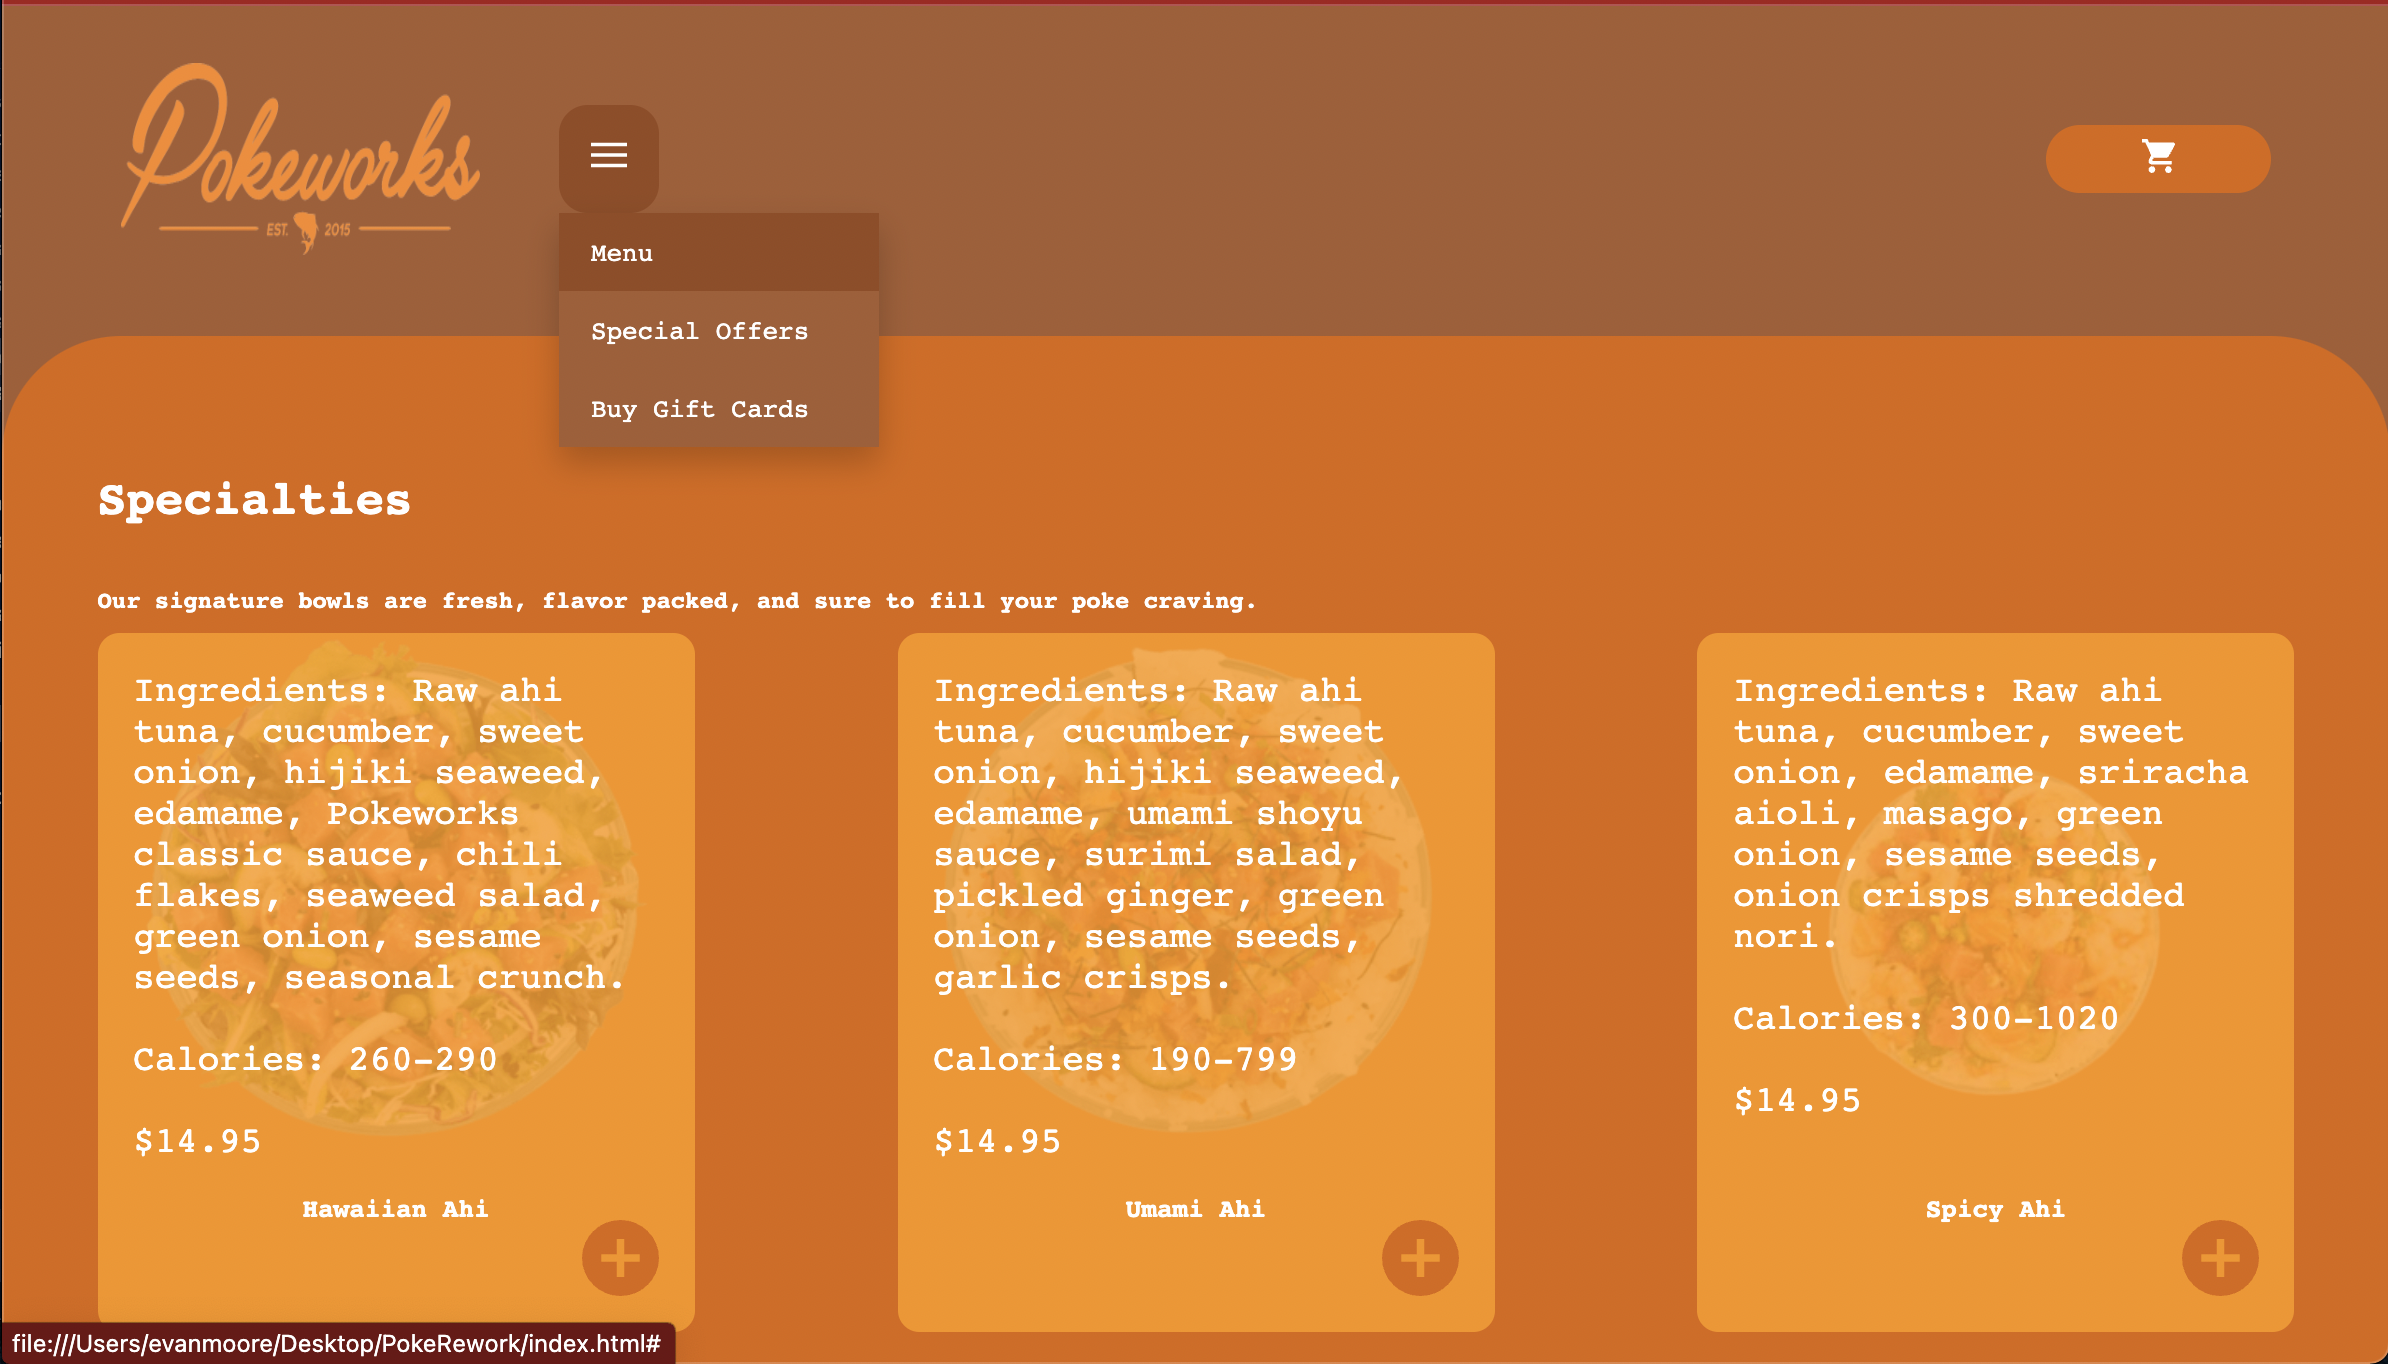 Pokeworks
EST. 2015
Menu
Special Offers
Buy Gift Cards
Specialties
Our signature bowls are fresh, flavor packed, and sure to fill your poke craving.
Ingredients: Raw ahi
tuna, cucumber, sweet
onion, hijiki seaweed,
edamame, Pokeworks
classic sauce, chili
flakes, seaweed salad,
green onion, sesame
seeds, seasonal crunch.
Calories: 260-290
$14.95
Hawaiian Ahi
Ingredients: Raw ahi
tuna, cucumber, sweet
onion, hijiki seaweed,
edamame, umami shoyu
sauce, surimi salad,
pickled ginger, green
onion, sesame seeds,
garlic crisps.
Calories: 190-799
$14.95
Umami Ahi
Ingredients: Raw ahi
tuna, cucumber, sweet
onion, edamame, sriracha
aioli, masago, green
onion, sesame seeds,
onion crisps shredded
nori.
Calories: 300-1020
$14.95
Spicy Ahi
file:///Users/evanmoore/Desktop/PokeRework/index.html#